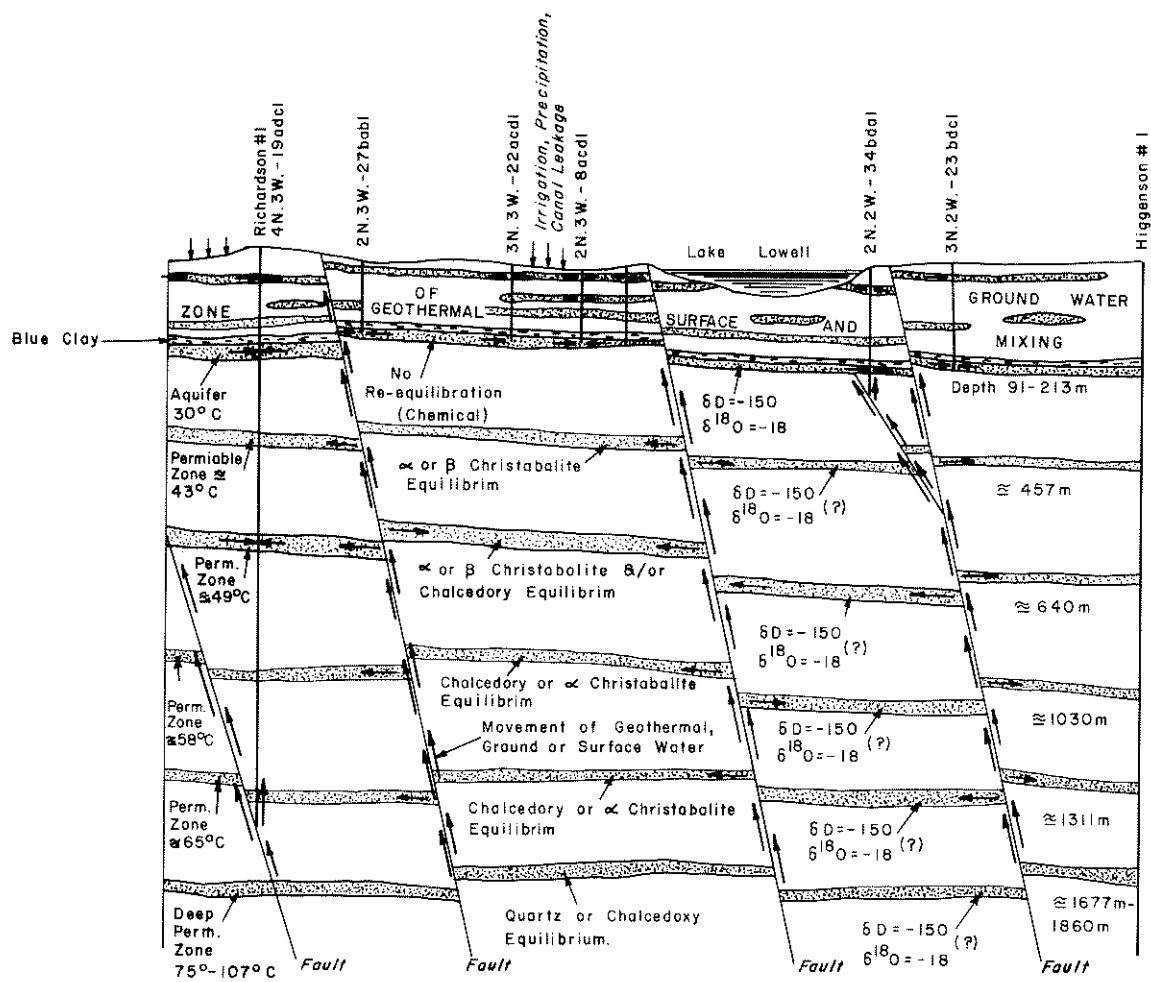 Richardson #1
4N.3W.-19adcl
2N.3W.-27babl
3N.3W.-22acdl
Irrigation, Precipitation,
Canal Leakage
2N.3W.-8acdl
2N.2W.-34bdal
3N.2W.-23bdcl
Higgenson #1
Lake Lowell
ZONE
OF
GEOTHERMAL
SURFACE AND
GROUND WATER
MIXING
Blue Clay
Aquifer
30°C
No
Re-equilibration
(Chemical)
δD=-150
δ18O=-18
Depth 91-213m
Permiable
Zone ≅
43°C
α or β Christabalite
Equilibrim
δD=-150
δ18O=-18 (?)
≅ 457m
Perm.
Zone
≅49°C
α or β Christabolite &/or
Chalcedory Equilibrim
δD=-150
δ18O=-18 (?)
≅ 640m
Perm.
Zone
≅58°C
Chalcedory or α Christabalite
Equilibrim
Movement of Geothermal,
Ground or Surface Water
δD=-150
δ18O=-18 (?)
≅1030m
Perm.
Zone
≅65°C
Chalcedory or α Christabalite
Equilibrim
δD=-150
δ18O=-18 (?)
≅1311m
Deep
Perm.
Zone
75°-107°C
Quartz or Chalcedoxy
Equilibrium.
δD=-150
δ18O=-18 (?)
≅1677m-
1860m
Fault
Fault
Fault
Fault